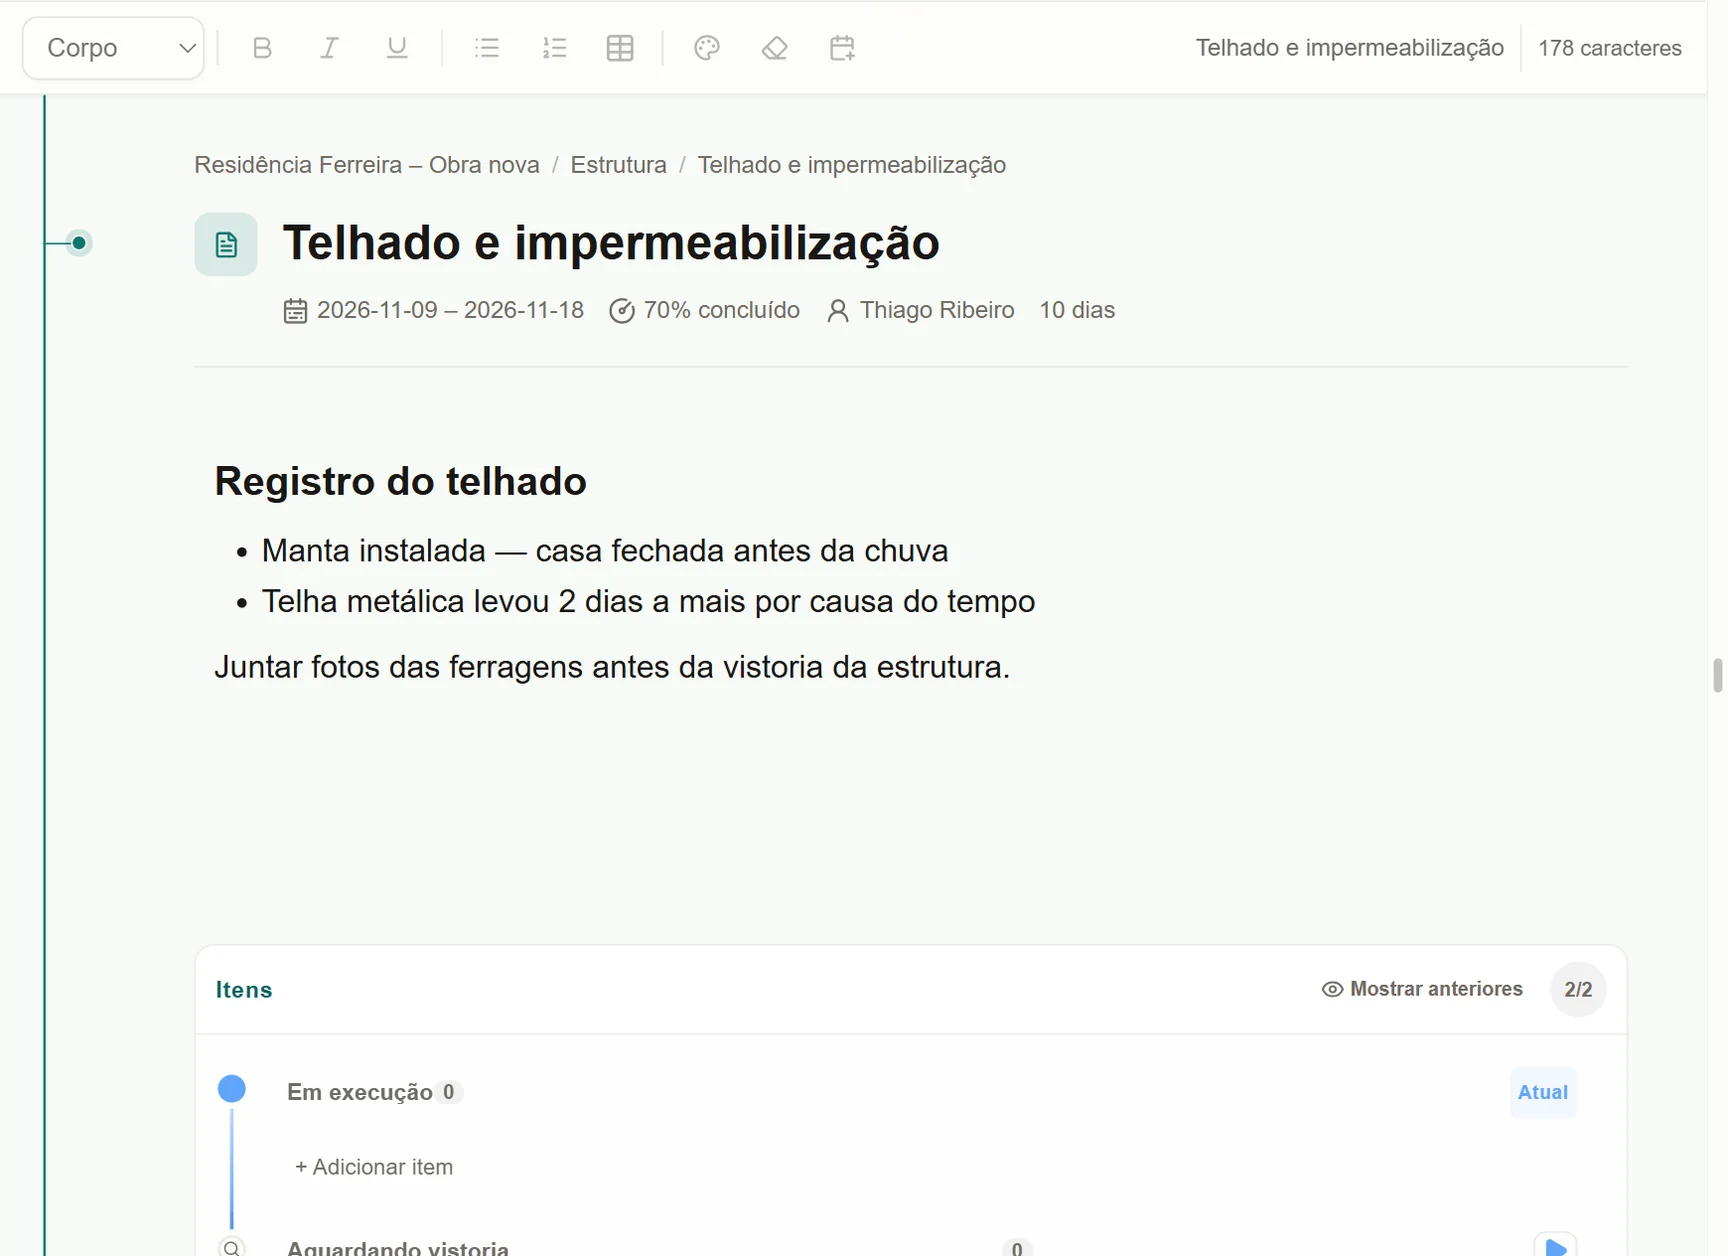 Corpo
Telhado e impermeabilização
178 caracteres
Residência Ferreira – Obra nova / Estrutura / Telhado e impermeabilização
Telhado e impermeabilização
2026-11-09 – 2026-11-18 70% concluído Thiago Ribeiro 10 dias
Registro do telhado
• Manta instalada — casa fechada antes da chuva
• Telha metálica levou 2 dias a mais por causa do tempo
Juntar fotos das ferragens antes da vistoria da estrutura.
Itens
Mostrar anteriores
2/2
Em execução 0
Atual
+ Adicionar item
Aguardando vistoria
0